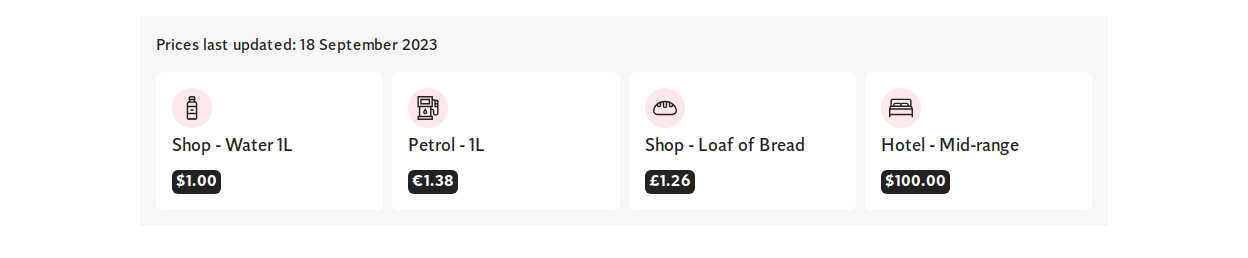 Prices last updated: 18 September 2023
Shop - Water 1L
$1.00
Petrol - 1L
€1.38
Shop - Loaf of Bread
£1.26
Hotel - Mid-range
$100.00